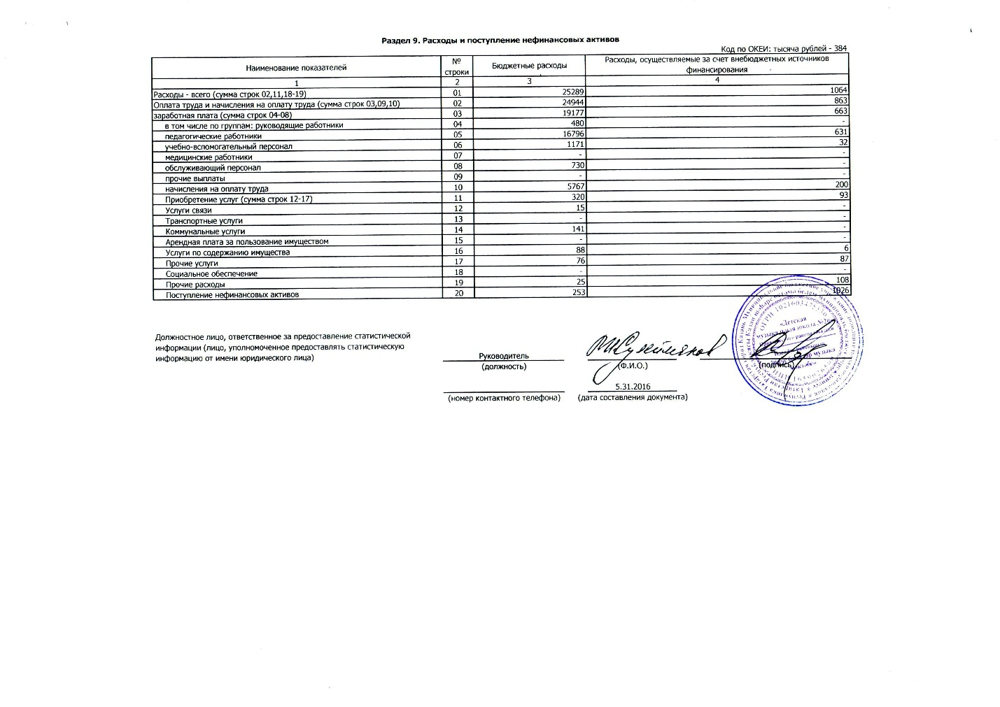 Раздел 9. Расходы и поступление нефинансовых активов
Код по ОКЕИ: тысяча рублей - 384
Наименование показателей № строки Бюджетные расходы Расходы, осуществляемые за счет внебюджетных источников финансирования
1 2 3 4
Расходы - всего (сумма строк 02,11,18-19) 01 25289 1064
Оплата труда и начисления на оплату труда (сумма строк 03,09,10) 02 24944 863
заработная плата (сумма строк 04-08) 03 19177 663
в том числе по группам: руководящие работники 04 480 -
педагогические работники 05 16796 631
учебно-вспомогательный персонал 06 1171 32
медицинские работники 07 - -
обслуживающий персонал 08 730 -
прочие выплаты 09 - -
начисления на оплату труда 10 5767 200
Приобретение услуг (сумма строк 12-17) 11 320 93
Услуги связи 12 15 -
Транспортные услуги 13 - -
Коммунальные услуги 14 141 -
Арендная плата за пользование имуществом 15 - -
Услуги по содержанию имущества 16 88 6
Прочие услуги 17 76 87
Социальное обеспечение 18 - -
Прочие расходы 19 25 108
Поступление нефинансовых активов 20 253 1026
Должностное лицо, ответственное за предоставление статистической
информации (лицо, уполномоченное предоставлять статистическую
информацию от имени юридического лица)
Руководитель
(должность) (Ф.И.О.) (подпись)
5.31.2016
(номер контактного телефона) (дата составления документа)
«Детская
музыкальная школа